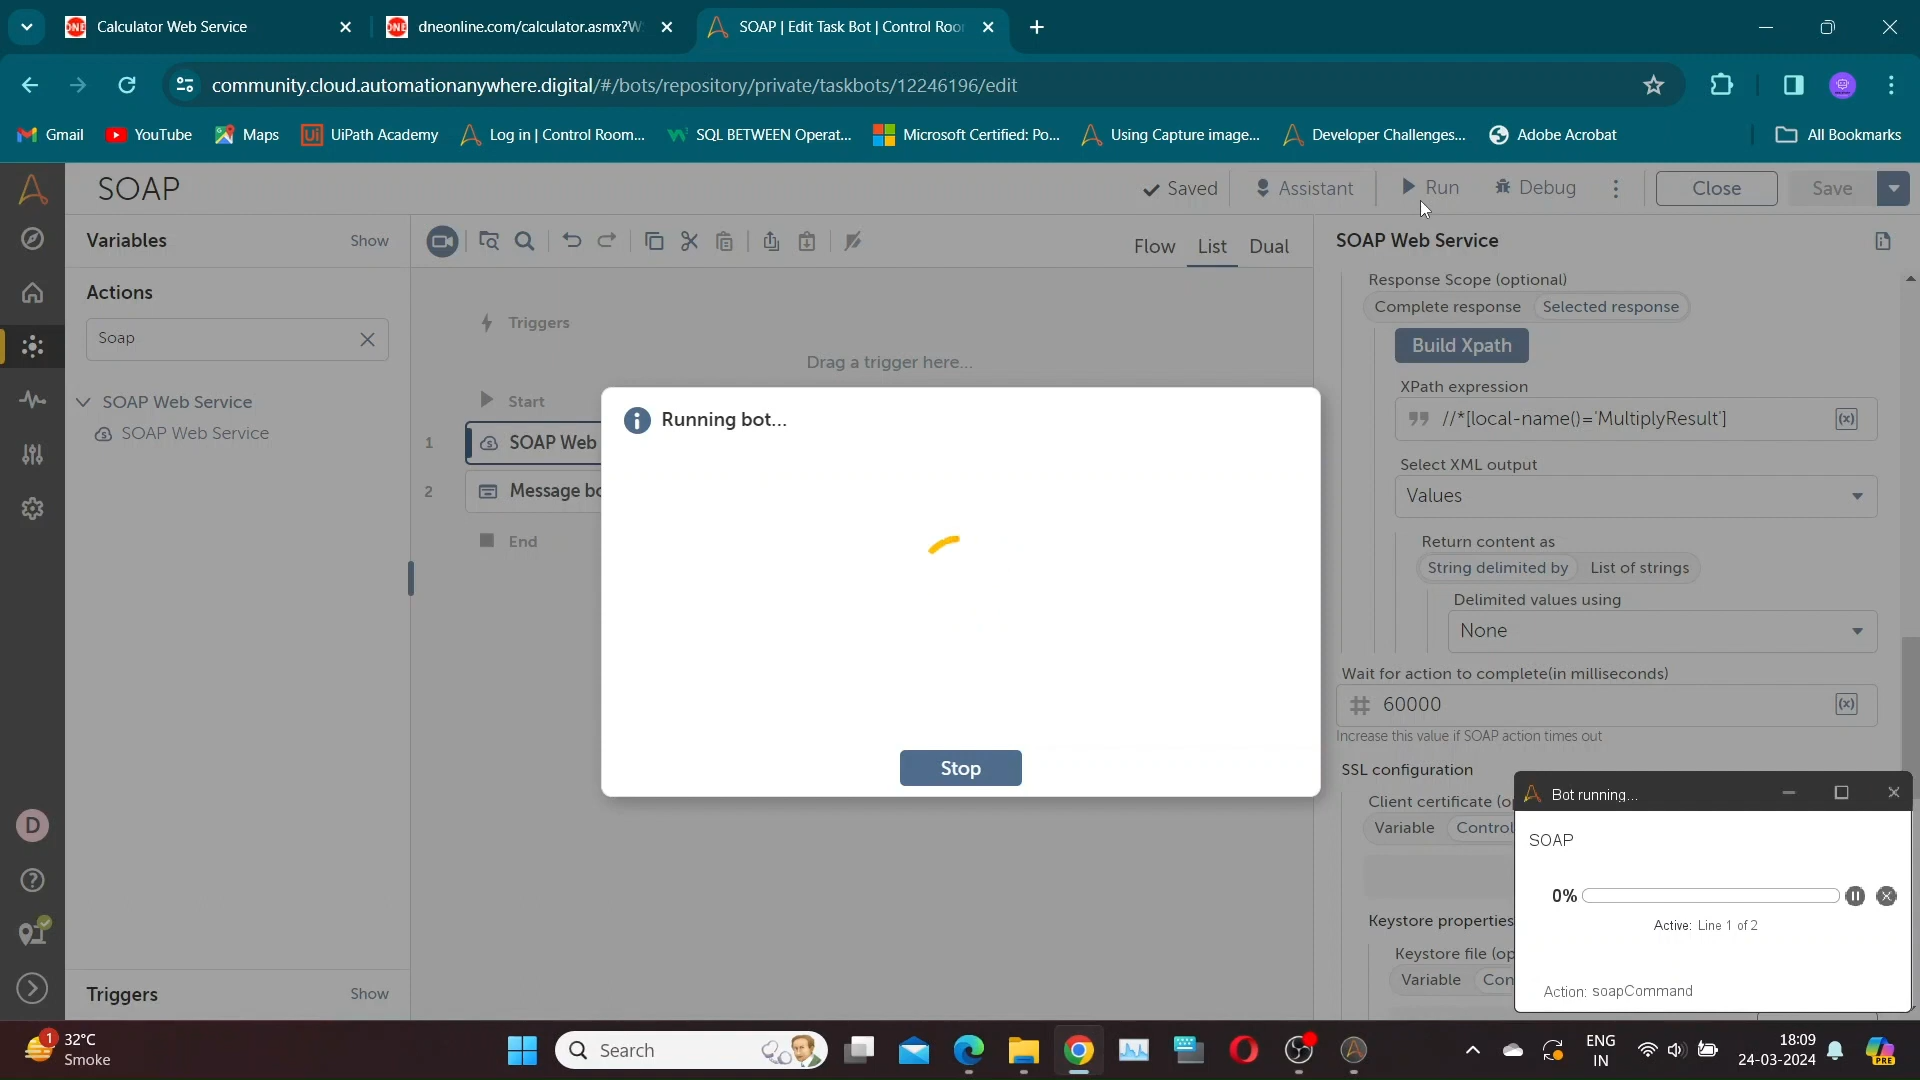 Calculator Web Service
dneonline.com/calculator.asmx?W
SOAP | Edit Task Bot | Control Roo
community.cloud.automationanywhere.digital/#/bots/repository/private/taskbots/12246196/edit
Gmail
YouTube
Maps
UiPath Academy
Log in | Control Room...
SQL BETWEEN Operat...
Microsoft Certified: Po...
Using Capture image...
Developer Challenges...
Adobe Acrobat
All Bookmarks
SOAP
Saved
Assistant
Run
Debug
Close
Save
Variables
Show
Flow
List
Dual
SOAP Web Service
Actions
Soap
SOAP Web Service
SOAP Web Service
Triggers
Drag a trigger here...
Start
1
SOAP Web
2
Message bo
End
Running bot...
Stop
Response Scope (optional)
Complete response
Selected response
Build Xpath
XPath expression
//*[local-name()='MultiplyResult']
(x)
Select XML output
Values
Return content as
String delimited by
List of strings
Delimited values using
None
Wait for action to complete(in milliseconds)
60000
(x)
Increase this value if SOAP action times out
SSL configuration
Client certificate (o
Variable
Control
Keystore properties
Keystore file (op
Variable
Con
Bot running...
SOAP
0%
Active: Line 1 of 2
Action: soapCommand
D
Triggers
Show
1
32°C
Smoke
Search
ENG
IN
18:09
24-03-2024
PRE